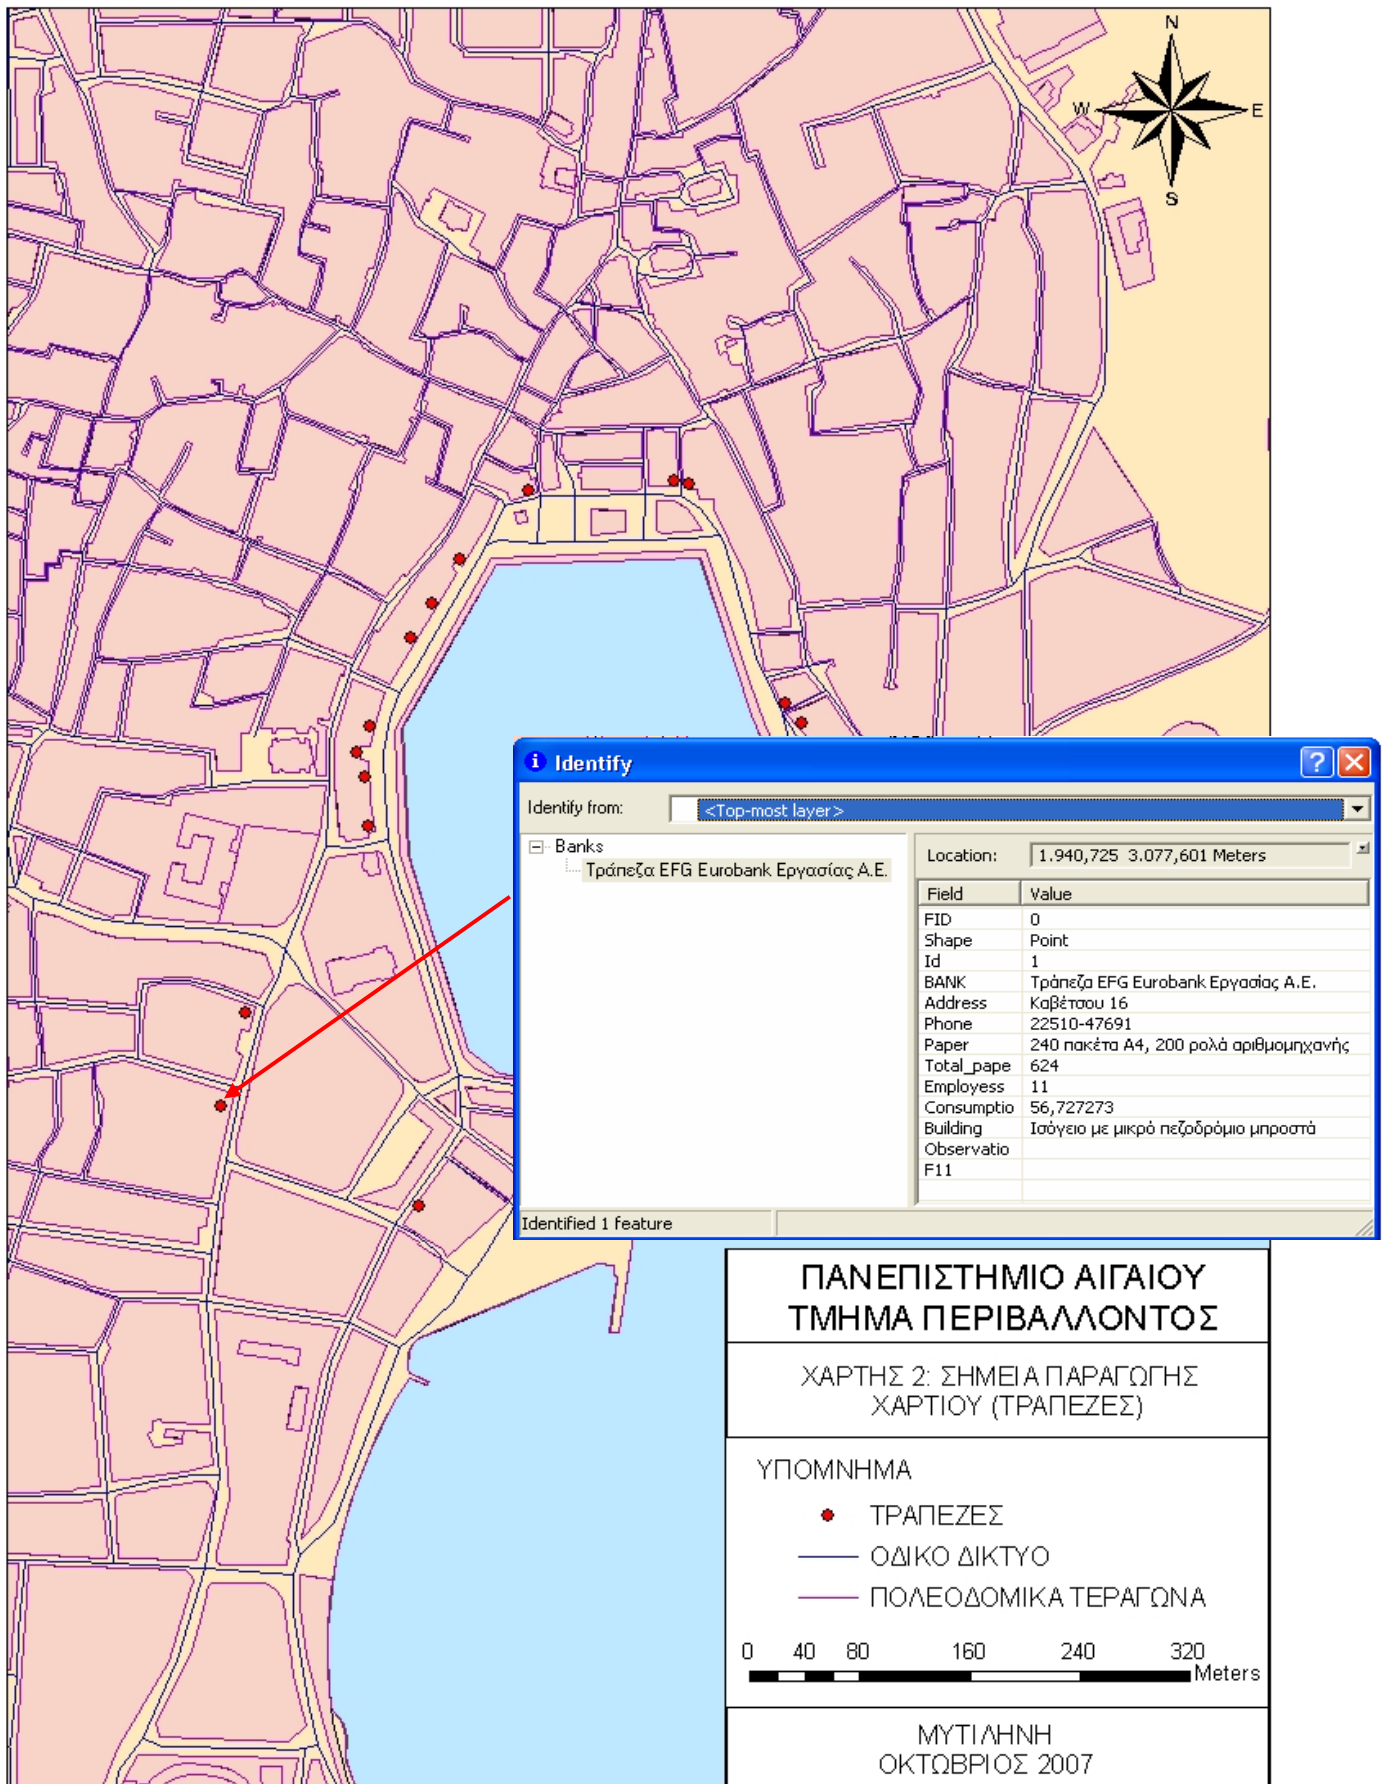 N
W
E
S
Identify
Identify from:
<Top-most layer>
Banks
Τράπεζα EFG Eurobank Εργασίας Α.Ε.
Location:
1.940,725 3.077,601 Meters
Field Value
FID 0
Shape Point
Id 1
BANK Τράπεζα EFG Eurobank Εργασίας Α.Ε.
Address Καβέτσου 16
Phone 22510-47691
Paper 240 πακέτα Α4, 200 ρολά αριθμομηχανής
Total_pape 624
Employess 11
Consumptio 56,727273
Building Ισόγειο με μικρό πεζοδρόμιο μπροστά
Observatio
F11
Identified 1 feature
ΠΑΝΕΠΙΣΤΗΜΙΟ ΑΙΓΑΙΟΥ
ΤΜΗΜΑ ΠΕΡΙΒΑΛΛΟΝΤΟΣ
ΧΑΡΤΗΣ 2: ΣΗΜΕΙΑ ΠΑΡΑΓΩΓΗΣ
ΧΑΡΤΙΟΥ (ΤΡΑΠΕΖΕΣ)
ΥΠΟΜΝΗΜΑ
ΤΡΑΠΕΖΕΣ
ΟΔΙΚΟ ΔΙΚΤΥΟ
ΠΟΛΕΟΔΟΜΙΚΑ ΤΕΡΑΓΩΝΑ
0 40 80 160 240 320
Meters
ΜΥΤΙΛΗΝΗ
ΟΚΤΩΒΡΙΟΣ 2007